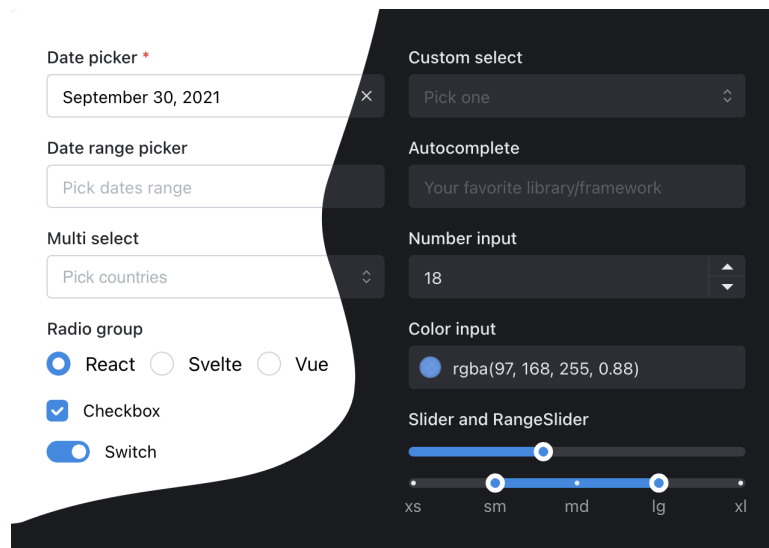 Date picker *
September 30, 2021
Date range picker
Pick dates range
Multi select
Pick countries
Radio group
React Svelte Vue
Checkbox
Switch
Custom select
Pick one
Autocomplete
Your favorite library/framework
Number input
18
Color input
rgba(97, 168, 255, 0.88)
Slider and RangeSlider
xs sm md lg xl